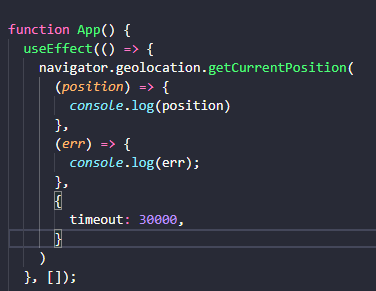 function App() {
  useEffect(() => {
    navigator.geolocation.getCurrentPosition(
      (position) => {
        console.log(position)
      },
      (err) => {
        console.log(err);
      },
      {
        timeout: 30000,
      }
    )
  }, []);